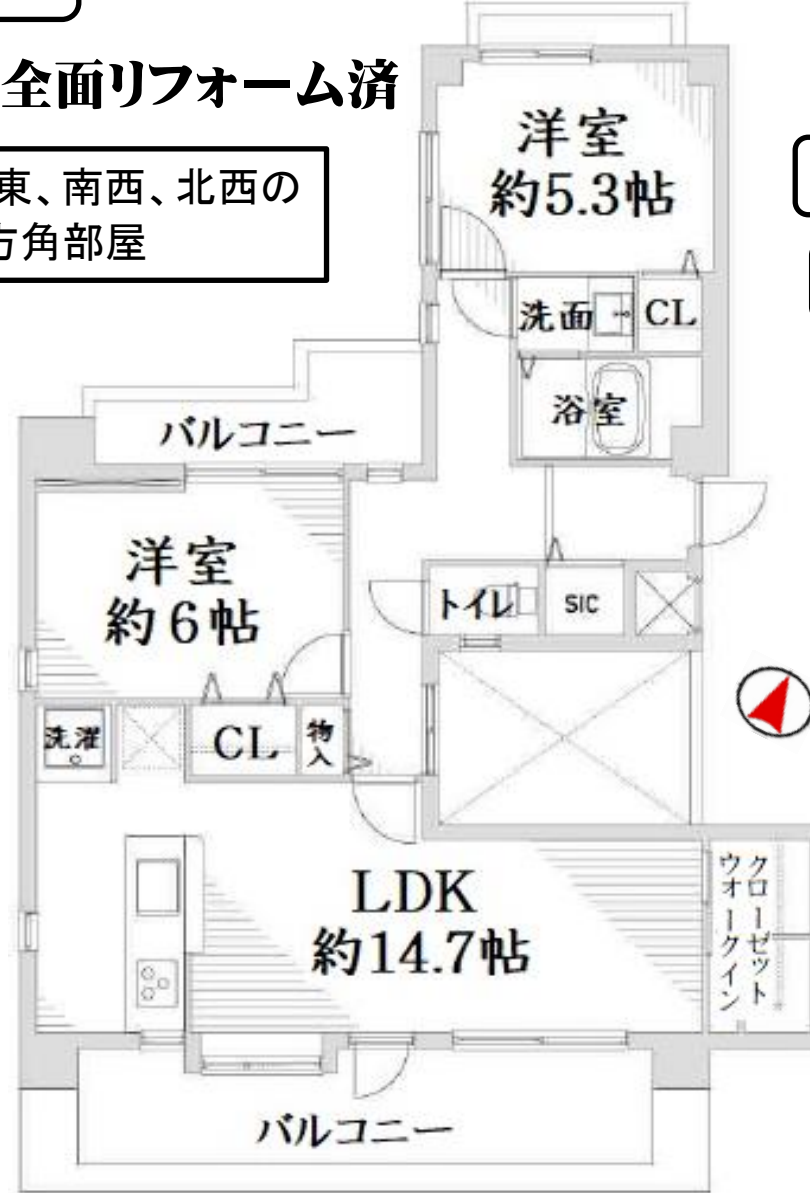 全面リフォーム済
東、南西、北西の
方角部屋
洋室
約5.3帖
洗面
CL
浴室
バルコニー
洋室
約6帖
トイレ
SIC
洗濯
CL
物入
LDK
約14.7帖
ウオークイン
クローゼット
バルコニー